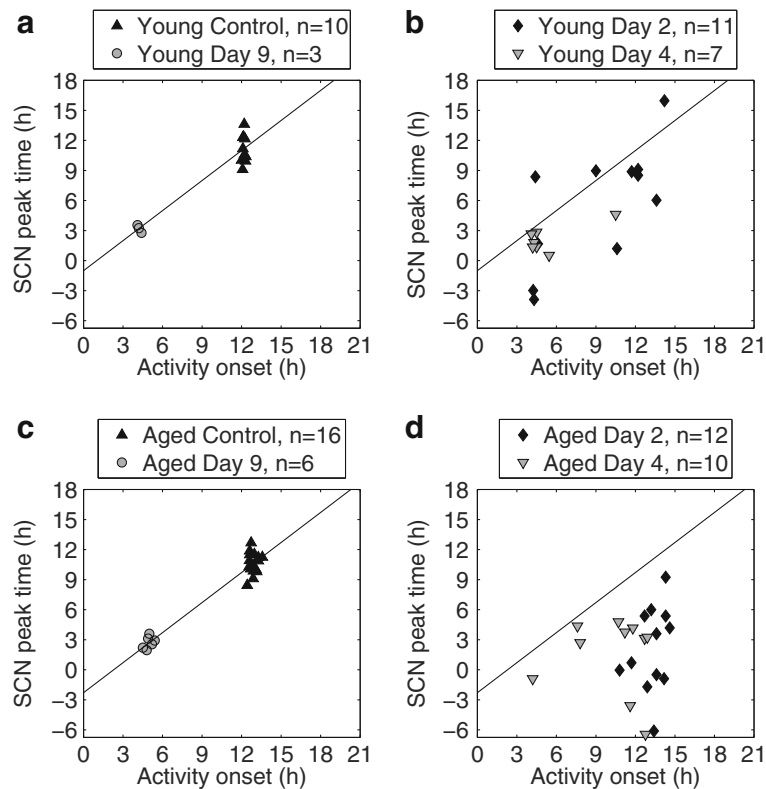 a
▲ Young Control, n=10
Young Day 9, n=3
18
15
12
9
6
3
0
−3
−6
SCN peak time (h)
0 3 6 9 12 15 18 21
Activity onset (h)
b
◆ Young Day 2, n=11
Young Day 4, n=7
18
15
12
9
6
3
0
−3
−6
SCN peak time (h)
0 3 6 9 12 15 18 21
Activity onset (h)
c
▲ Aged Control, n=16
Aged Day 9, n=6
18
15
12
9
6
3
0
−3
−6
SCN peak time (h)
0 3 6 9 12 15 18 21
Activity onset (h)
d
◆ Aged Day 2, n=12
Aged Day 4, n=10
18
15
12
9
6
3
0
−3
−6
SCN peak time (h)
0 3 6 9 12 15 18 21
Activity onset (h)